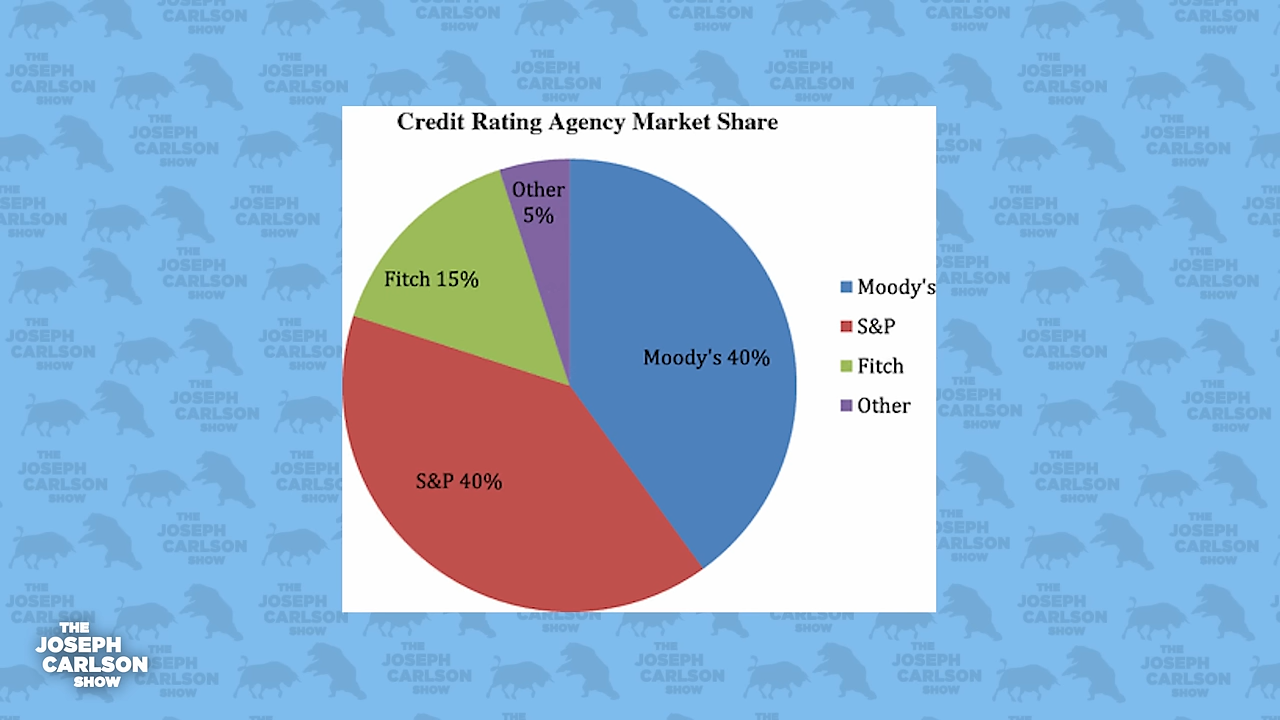 Credit Rating Agency Market Share
Other
5%
Fitch 15%
Moody's 40%
S&P 40%
Moody's
S&P
Fitch
Other
THE
JOSEPH
CARLSON
SHOW